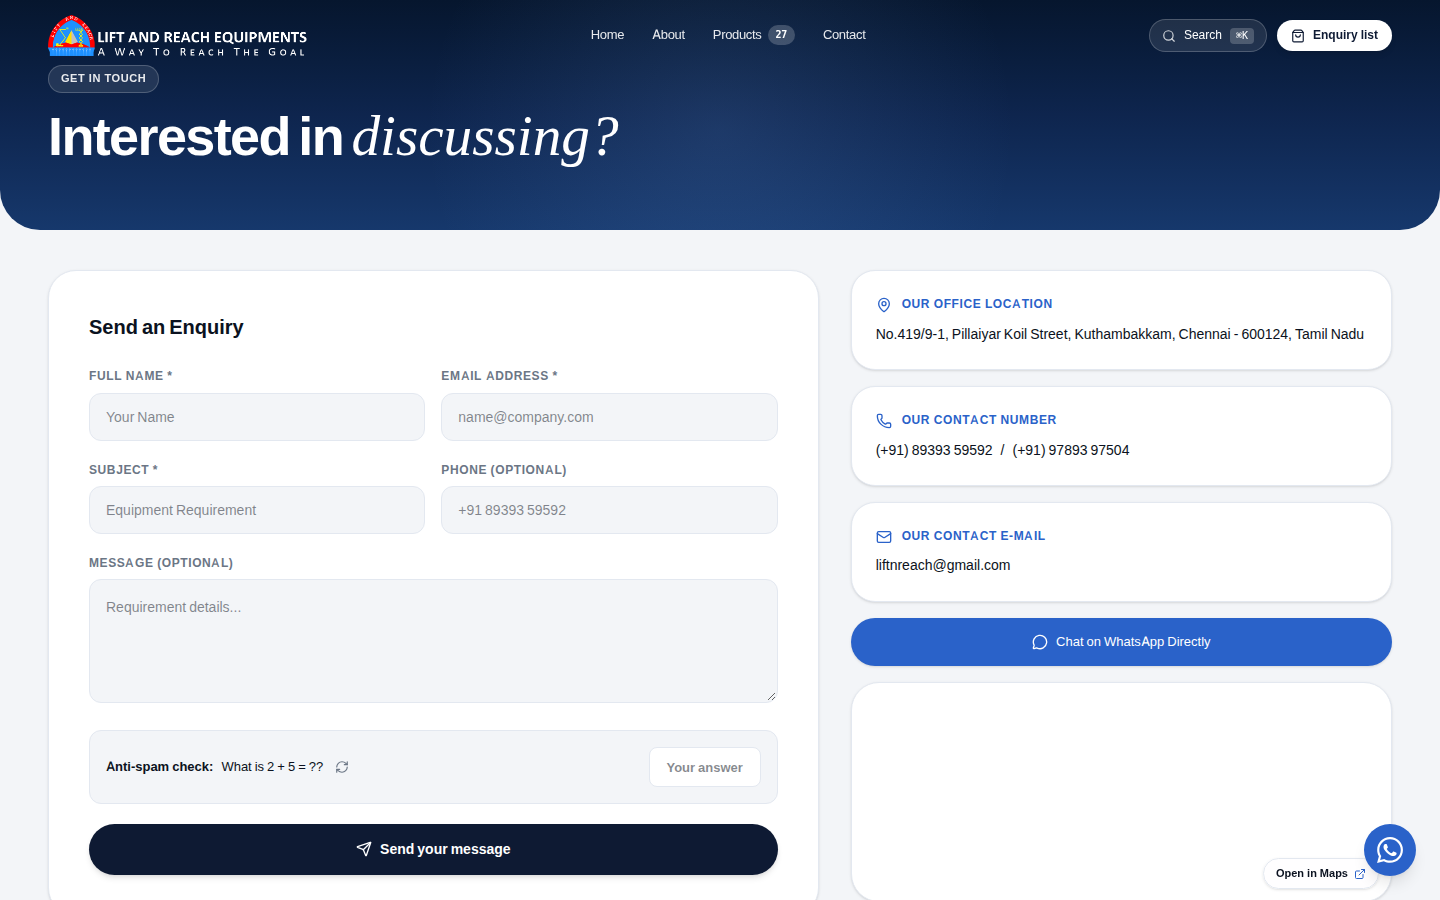 LIFT AND REACH EQUIPMENTS
A Way To Reach The Goal
Home
About
Products 27
Contact
Search ⌘K
Enquiry list
GET IN TOUCH
Interested in discussing?
Send an Enquiry
FULL NAME *
Your Name
EMAIL ADDRESS *
name@company.com
SUBJECT *
Equipment Requirement
PHONE (OPTIONAL)
+91 89393 59592
MESSAGE (OPTIONAL)
Requirement details...
Anti-spam check: What is 2 + 5 = ??
Your answer
Send your message
OUR OFFICE LOCATION
No.419/9-1, Pillaiyar Koil Street, Kuthambakkam, Chennai - 600124, Tamil Nadu
OUR CONTACT NUMBER
(+91) 89393 59592 / (+91) 97893 97504
OUR CONTACT E-MAIL
liftnreach@gmail.com
Chat on WhatsApp Directly
Open in Maps